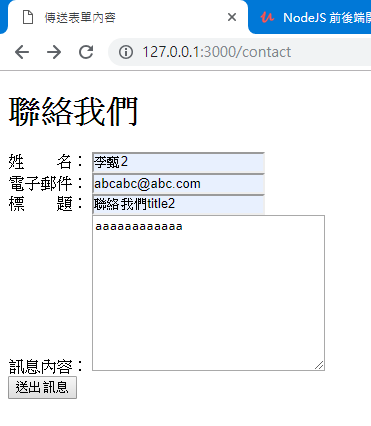 傳送表單內容
NodeJS 前後端開
127.0.0.1:3000/contact
聯絡我們
姓 名： 李甄2
電子郵件： abcabc@abc.com
標 題： 聯絡我們title2
aaaaaaaaaaaa
訊息內容：
送出訊息